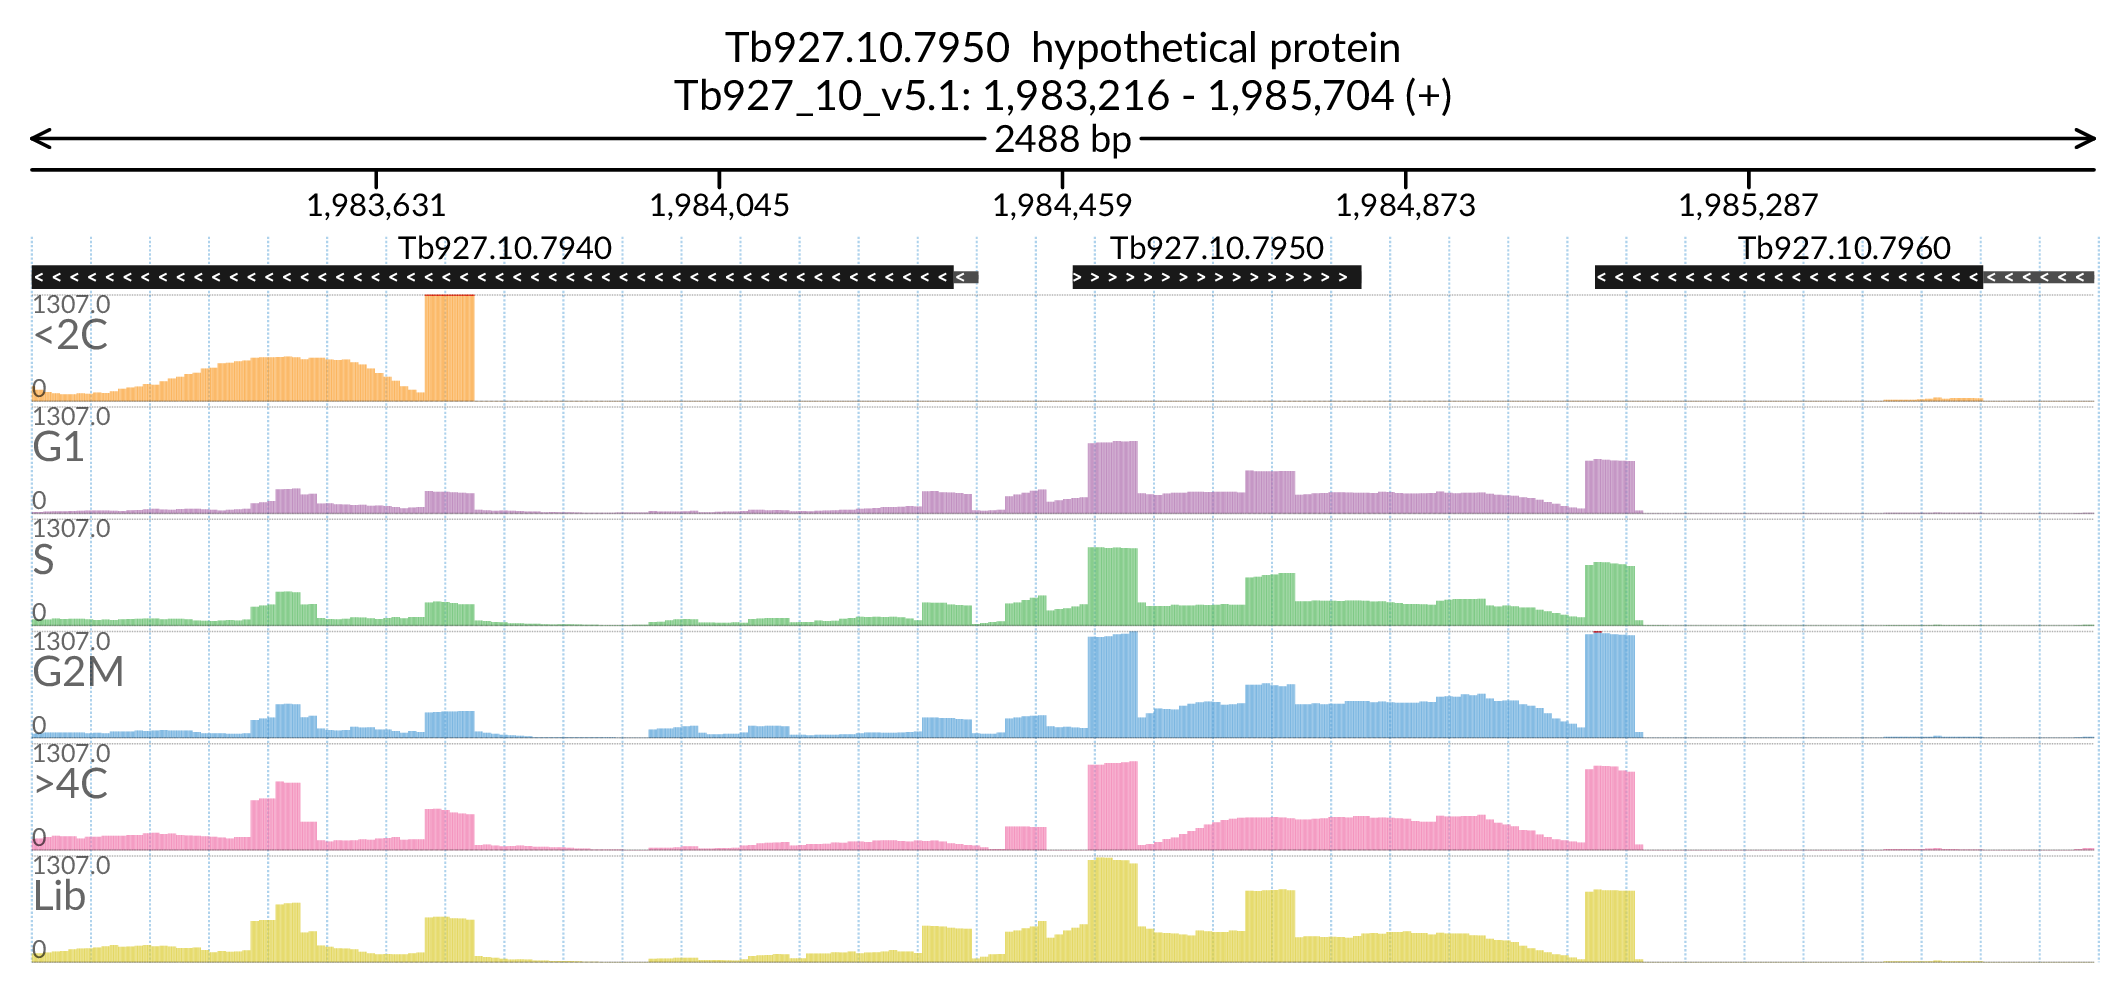 Tb927.10.7950  hypothetical protein
Tb927_10_v5.1: 1,983,216 - 1,985,704 (+)
2488 bp
1,983,631 1,984,045 1,984,459 1,984,873 1,985,287
Tb927.10.7940 Tb927.10.7950 Tb927.10.7960
1307.0
<2C
0
1307.0
G1
0
1307.0
S
0
1307.0
G2M
0
1307.0
>4C
0
1307.0
Lib
0